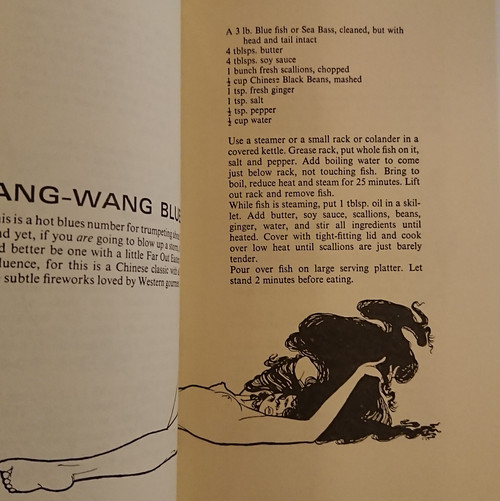 ANG-WANG BLUE
is is a hot blues number for trumpeting
d yet, if you are going to blow up a storm,
d better be one with a little Far Out Eastern
luence, for this is a Chinese classic with
subtle fireworks loved by Western
A 3 lb. Blue fish or Sea Bass, cleaned, but with
head and tail intact
4 tblsps. butter
4 tblsps. soy sauce
1 bunch fresh scallions, chopped
½ cup Chinese Black Beans, mashed
1 tsp. fresh ginger
1 tsp. salt
½ tsp. pepper
½ cup water
Use a steamer or a small rack or colander in a
covered kettle. Grease rack, put whole fish on it,
salt and pepper. Add boiling water to come
just below rack, not touching fish. Bring to
boil, reduce heat and steam for 25 minutes. Lift
out rack and remove fish.
While fish is steaming, put 1 tblsp. oil in a skil-
let. Add butter, soy sauce, scallions, beans,
ginger, water, and stir all ingredients until
heated. Cover with tight-fitting lid and cook
over low heat until scallions are just barely
tender.
Pour over fish on large serving platter. Let
stand 2 minutes before eating.